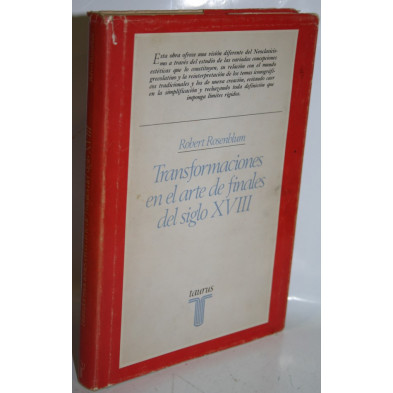 Esta obra ofrece una visión diferente del Neoclasicis-
mo a través del estudio de las variadas concepciones
estéticas que lo constituyen, su relación con el mundo
grecolatino y la reinterpretación de los temas iconográfi-
cos tradicionales y los de nueva creación, evitando caer
en la simplificación y rechazando toda definición que
imponga límites rígidos.
Robert Rosenblum
Transformaciones
en el arte de finales
del siglo XVIII
taurus